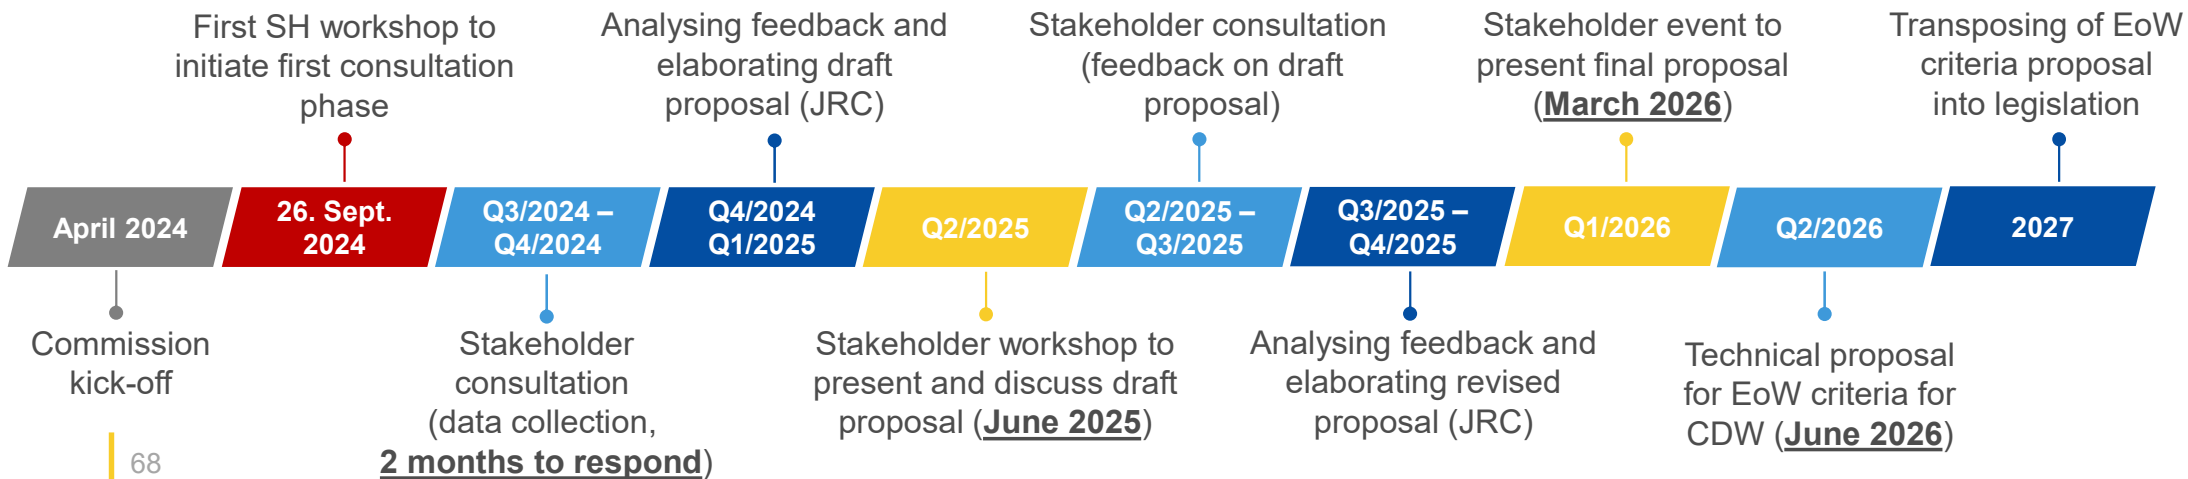 First SH workshop to
initiate first consultation
phase
Analysing feedback and
elaborating draft
proposal (JRC)
Stakeholder consultation
(feedback on draft
proposal)
Stakeholder event to
present final proposal
(March 2026)
Transposing of EoW
criteria proposal
into legislation
April 2024
26. Sept.
2024
Q3/2024 –
Q4/2024
Q4/2024
Q1/2025
Q2/2025
Q2/2025 –
Q3/2025
Q3/2025 –
Q4/2025
Q1/2026
Q2/2026
2027
Commission
kick-off
Stakeholder
consultation
(data collection,
2 months to respond)
Stakeholder workshop to
present and discuss draft
proposal (June 2025)
Analysing feedback and
elaborating revised
proposal (JRC)
Technical proposal
for EoW criteria for
CDW (June 2026)
68